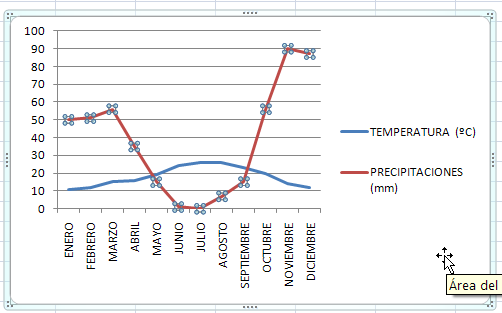 100
90
80
70
60
50
40
30
20
10
0
ENERO
FEBRERO
MARZO
ABRIL
MAYO
JUNIO
JULIO
AGOSTO
SEPTIEMBRE
OCTUBRE
NOVIEMBRE
DICIEMBRE
TEMPERATURA (ºC)
PRECIPITACIONES
(mm)
Área del